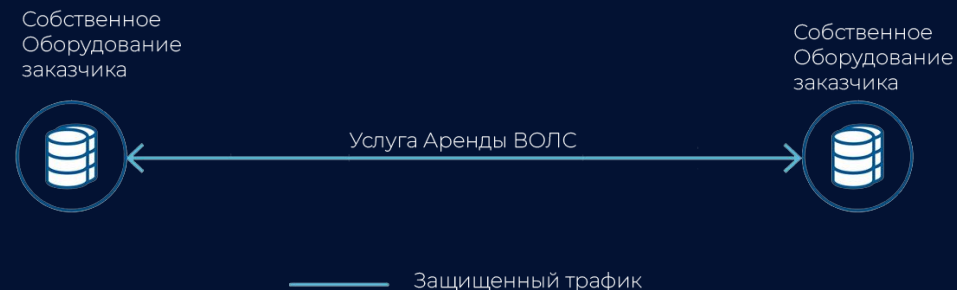 Собственное
Оборудование
заказчика
Собственное
Оборудование
заказчика
Услуга Аренды ВОЛС
Защищенный трафик